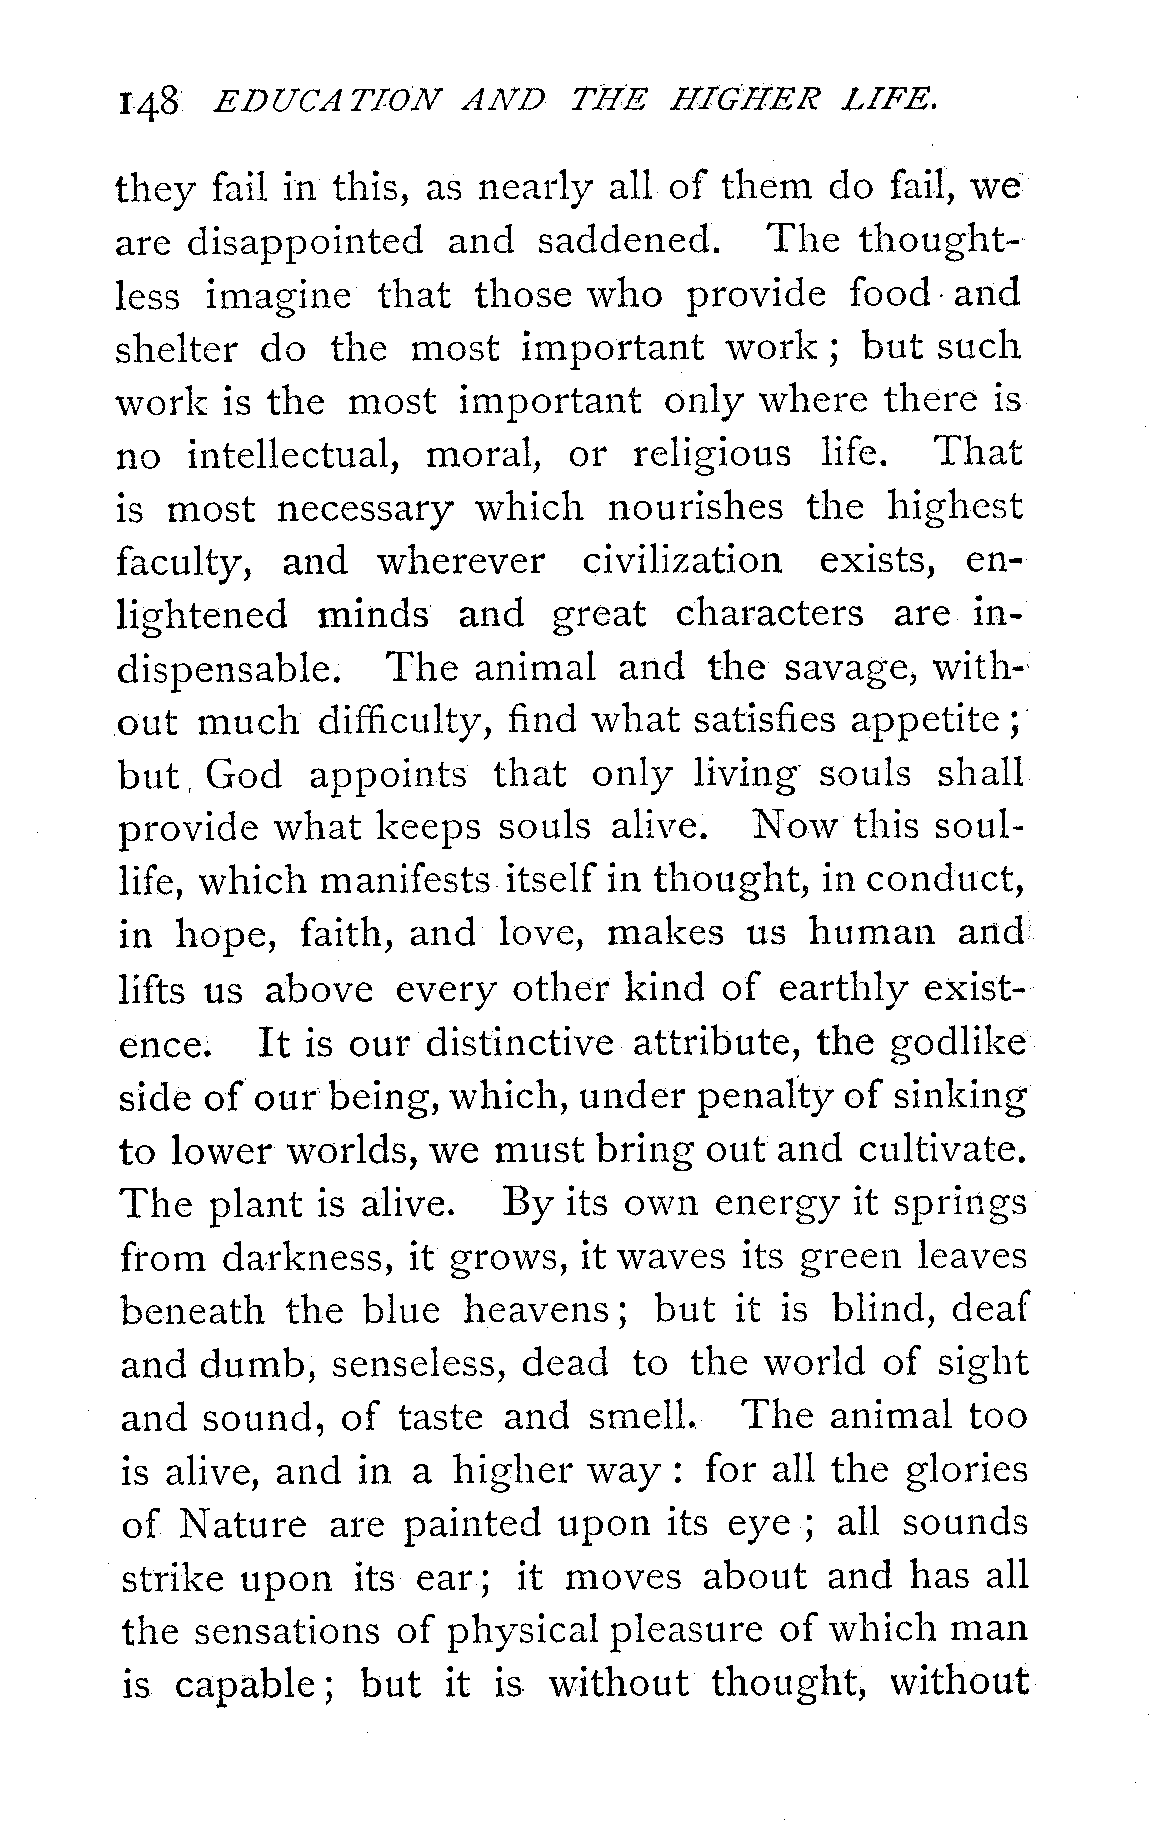 148 EDUCATION AND THE HIGHER LIFE.
they fail in this, as nearly all of them do fail, we
are disappointed and saddened. The thought-
less imagine that those who provide food and
shelter do the most important work ; but such
work is the most important only where there is
no intellectual, moral, or religious life. That
is most necessary which nourishes the highest
faculty, and wherever civilization exists, en-
lightened minds and great characters are in-
dispensable. The animal and the savage, with-
out much difficulty, find what satisfies appetite ;
but God appoints that only living souls shall
provide what keeps souls alive. Now this soul-
life, which manifests itself in thought, in conduct,
in hope, faith, and love, makes us human and
lifts us above every other kind of earthly exist-
ence. It is our distinctive attribute, the godlike
side of our being, which, under penalty of sinking
to lower worlds, we must bring out and cultivate.
The plant is alive. By its own energy it springs
from darkness, it grows, it waves its green leaves
beneath the blue heavens ; but it is blind, deaf
and dumb, senseless, dead to the world of sight
and sound, of taste and smell. The animal too
is alive, and in a higher way : for all the glories
of Nature are painted upon its eye ; all sounds
strike upon its ear ; it moves about and has all
the sensations of physical pleasure of which man
is capable ; but it is without thought, without